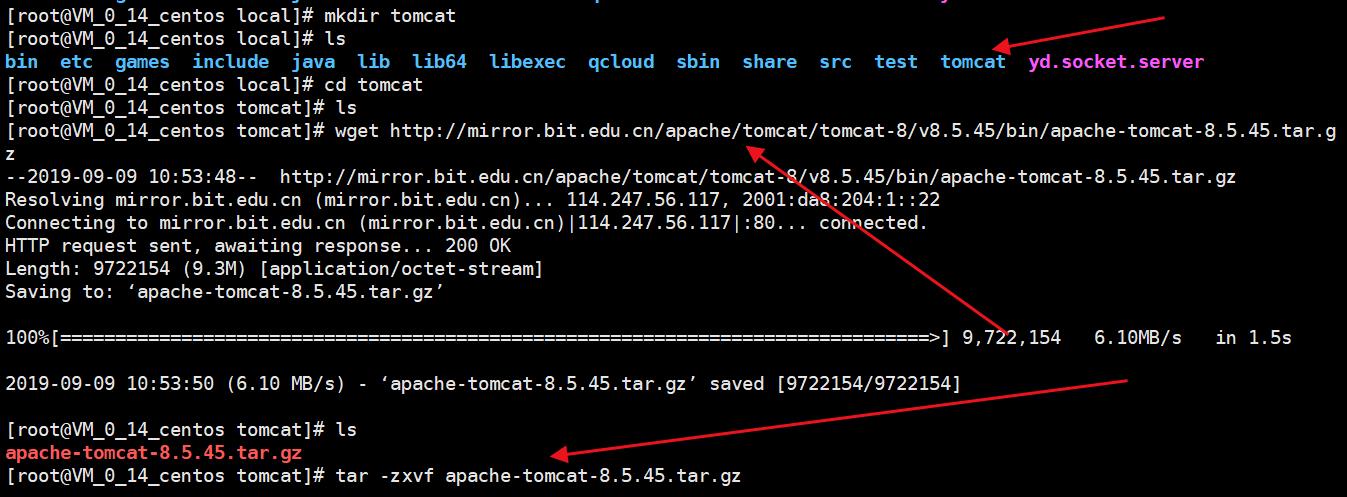 [root@VM_0_14_centos local]# mkdir tomcat
[root@VM_0_14_centos local]# ls
bin etc games include java lib lib64 libexec qcloud sbin share src test tomcat yd.socket.server
[root@VM_0_14_centos local]# cd tomcat
[root@VM_0_14_centos tomcat]# ls
[root@VM_0_14_centos tomcat]# wget http://mirror.bit.edu.cn/apache/tomcat/tomcat-8/v8.5.45/bin/apache-tomcat-8.5.45.tar.g
z
--2019-09-09 10:53:48--  http://mirror.bit.edu.cn/apache/tomcat/tomcat-8/v8.5.45/bin/apache-tomcat-8.5.45.tar.gz
Resolving mirror.bit.edu.cn (mirror.bit.edu.cn)... 114.247.56.117, 2001:da8:204:1::22
Connecting to mirror.bit.edu.cn (mirror.bit.edu.cn)|114.247.56.117|:80... connected.
HTTP request sent, awaiting response... 200 OK
Length: 9722154 (9.3M) [application/octet-stream]
Saving to: ‘apache-tomcat-8.5.45.tar.gz’
100%[===============================================================================>] 9,722,154   6.10MB/s   in 1.5s
2019-09-09 10:53:50 (6.10 MB/s) - ‘apache-tomcat-8.5.45.tar.gz’ saved [9722154/9722154]
[root@VM_0_14_centos tomcat]# ls
apache-tomcat-8.5.45.tar.gz
[root@VM_0_14_centos tomcat]# tar -zxvf apache-tomcat-8.5.45.tar.gz